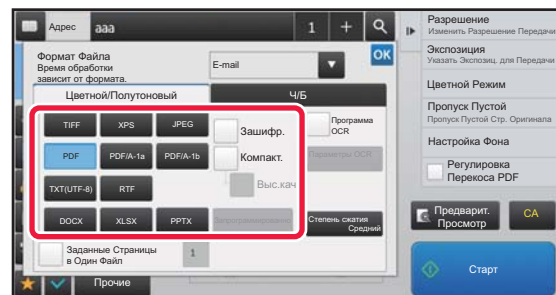 Адрес
aaa
1
+
Разрешение
Изменить Разрешение Передачи
Экспозиция
Указать Экспозиц. для Передачи
Цветной Режим
Пропуск Пустой
Пропуск Пустой Стр. Оригинала
Настройка Фона
Регулировка
Перекоса PDF
Предварит.
Просмотр
CA
Старт
Формат Файла
Время обработки
зависит от формата.
E-mail
OK
Цветной/Полутоновый
Ч/Б
TIFF
XPS
JPEG
Зашифр.
Программа
OCR
PDF
PDF/A-1a
PDF/A-1b
Компакт.
Параметры OCR
TXT(UTF-8)
RTF
Выс.кач
DOCX
XLSX
PPTX
Степень сжатия
Средний
Заданные Страницы
в Один Файл
1
Прочие